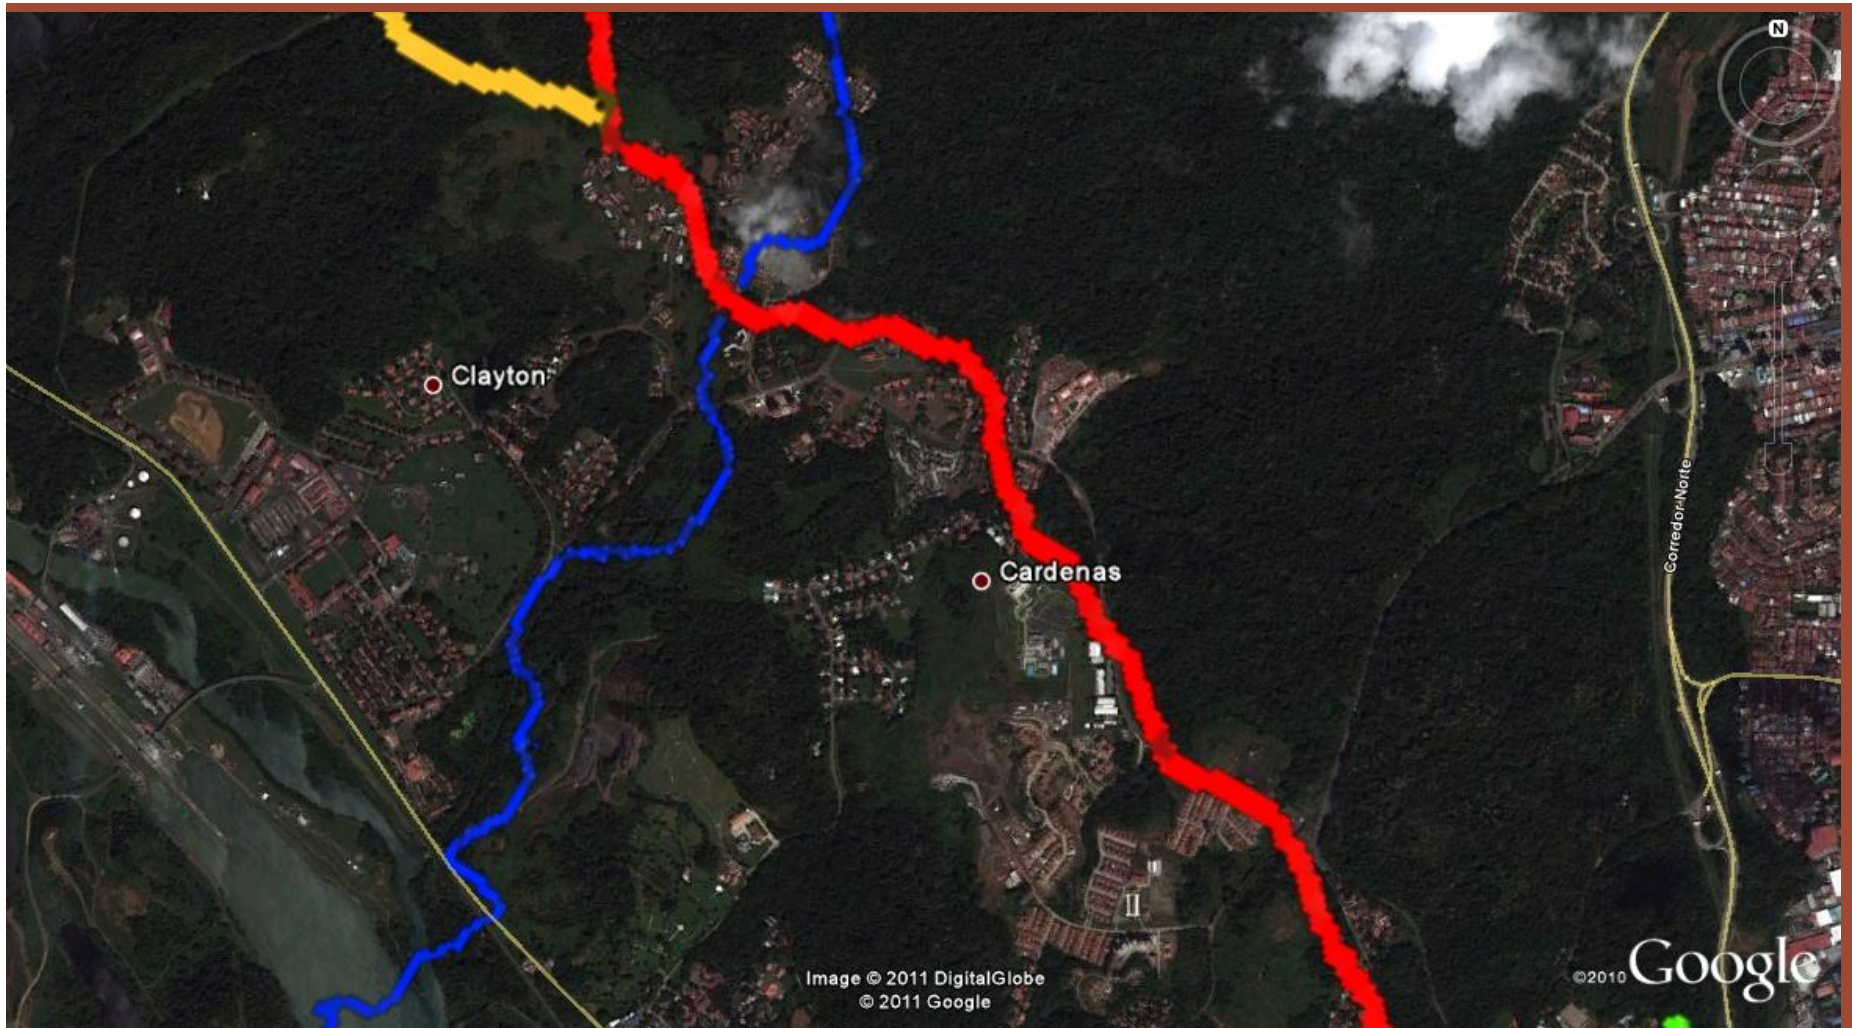 N
Clayton
Corredor Norte
Cardenas
Image © 2011 DigitalGlobe
© 2011 Google
©2010 Google